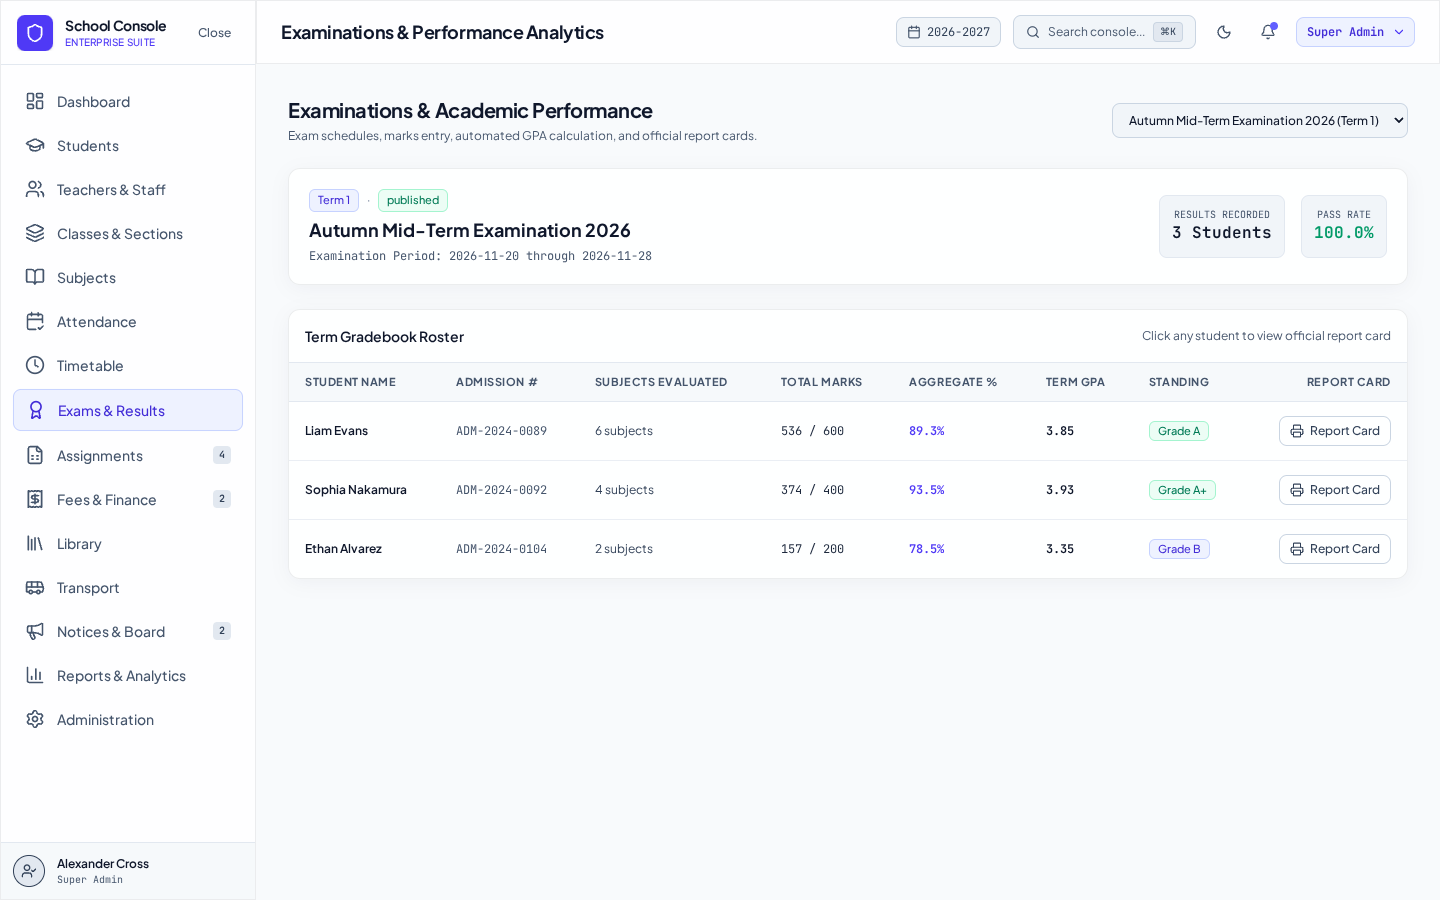 School Console
ENTERPRISE SUITE
Close
Dashboard
Students
Teachers & Staff
Classes & Sections
Subjects
Attendance
Timetable
Exams & Results
Assignments 4
Fees & Finance 2
Library
Transport
Notices & Board 2
Reports & Analytics
Administration
Alexander Cross
Super Admin
Examinations & Performance Analytics
2026-2027
Search console... ⌘K
Super Admin
Examinations & Academic Performance
Exam schedules, marks entry, automated GPA calculation, and official report cards.
Autumn Mid-Term Examination 2026 (Term 1)
Term 1 · published
Autumn Mid-Term Examination 2026
Examination Period: 2026-11-20 through 2026-11-28
RESULTS RECORDED
3 Students
PASS RATE
100.0%
Term Gradebook Roster
Click any student to view official report card
STUDENT NAME ADMISSION # SUBJECTS EVALUATED TOTAL MARKS AGGREGATE % TERM GPA STANDING REPORT CARD
Liam Evans ADM-2024-0089 6 subjects 536 / 600 89.3% 3.85 Grade A Report Card
Sophia Nakamura ADM-2024-0092 4 subjects 374 / 400 93.5% 3.93 Grade A+ Report Card
Ethan Alvarez ADM-2024-0104 2 subjects 157 / 200 78.5% 3.35 Grade B Report Card